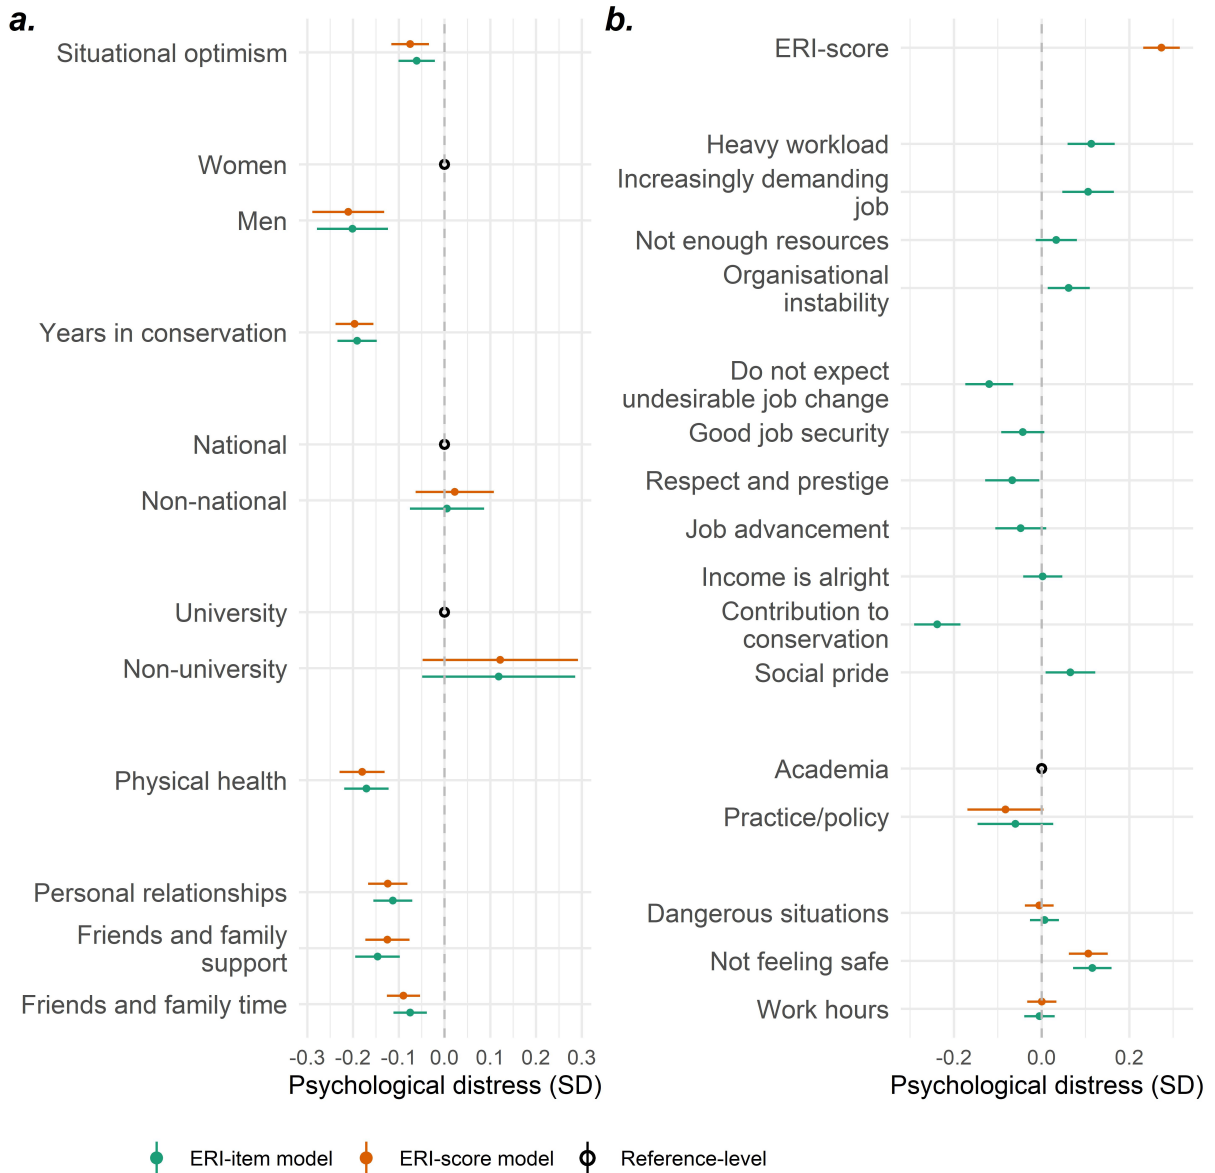 a.
Situational optimism
Women
Men
Years in conservation
National
Non-national
University
Non-university
Physical health
Personal relationships
Friends and family
support
Friends and family time
-0.3 -0.2 -0.1 0.0 0.1 0.2 0.3
Psychological distress (SD)
b.
ERI-score
Heavy workload
Increasingly demanding
job
Not enough resources
Organisational
instability
Do not expect
undesirable job change
Good job security
Respect and prestige
Job advancement
Income is alright
Contribution to
conservation
Social pride
Academia
Practice/policy
Dangerous situations
Not feeling safe
Work hours
-0.2 0.0 0.2
Psychological distress (SD)
ERI-item model ERI-score model Reference-level